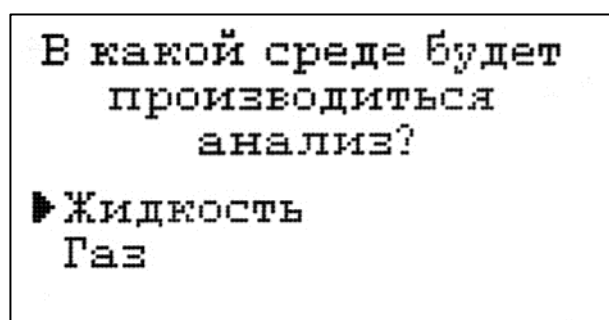 В какой среде будет
производиться
анализ?
Жидкость
Газ